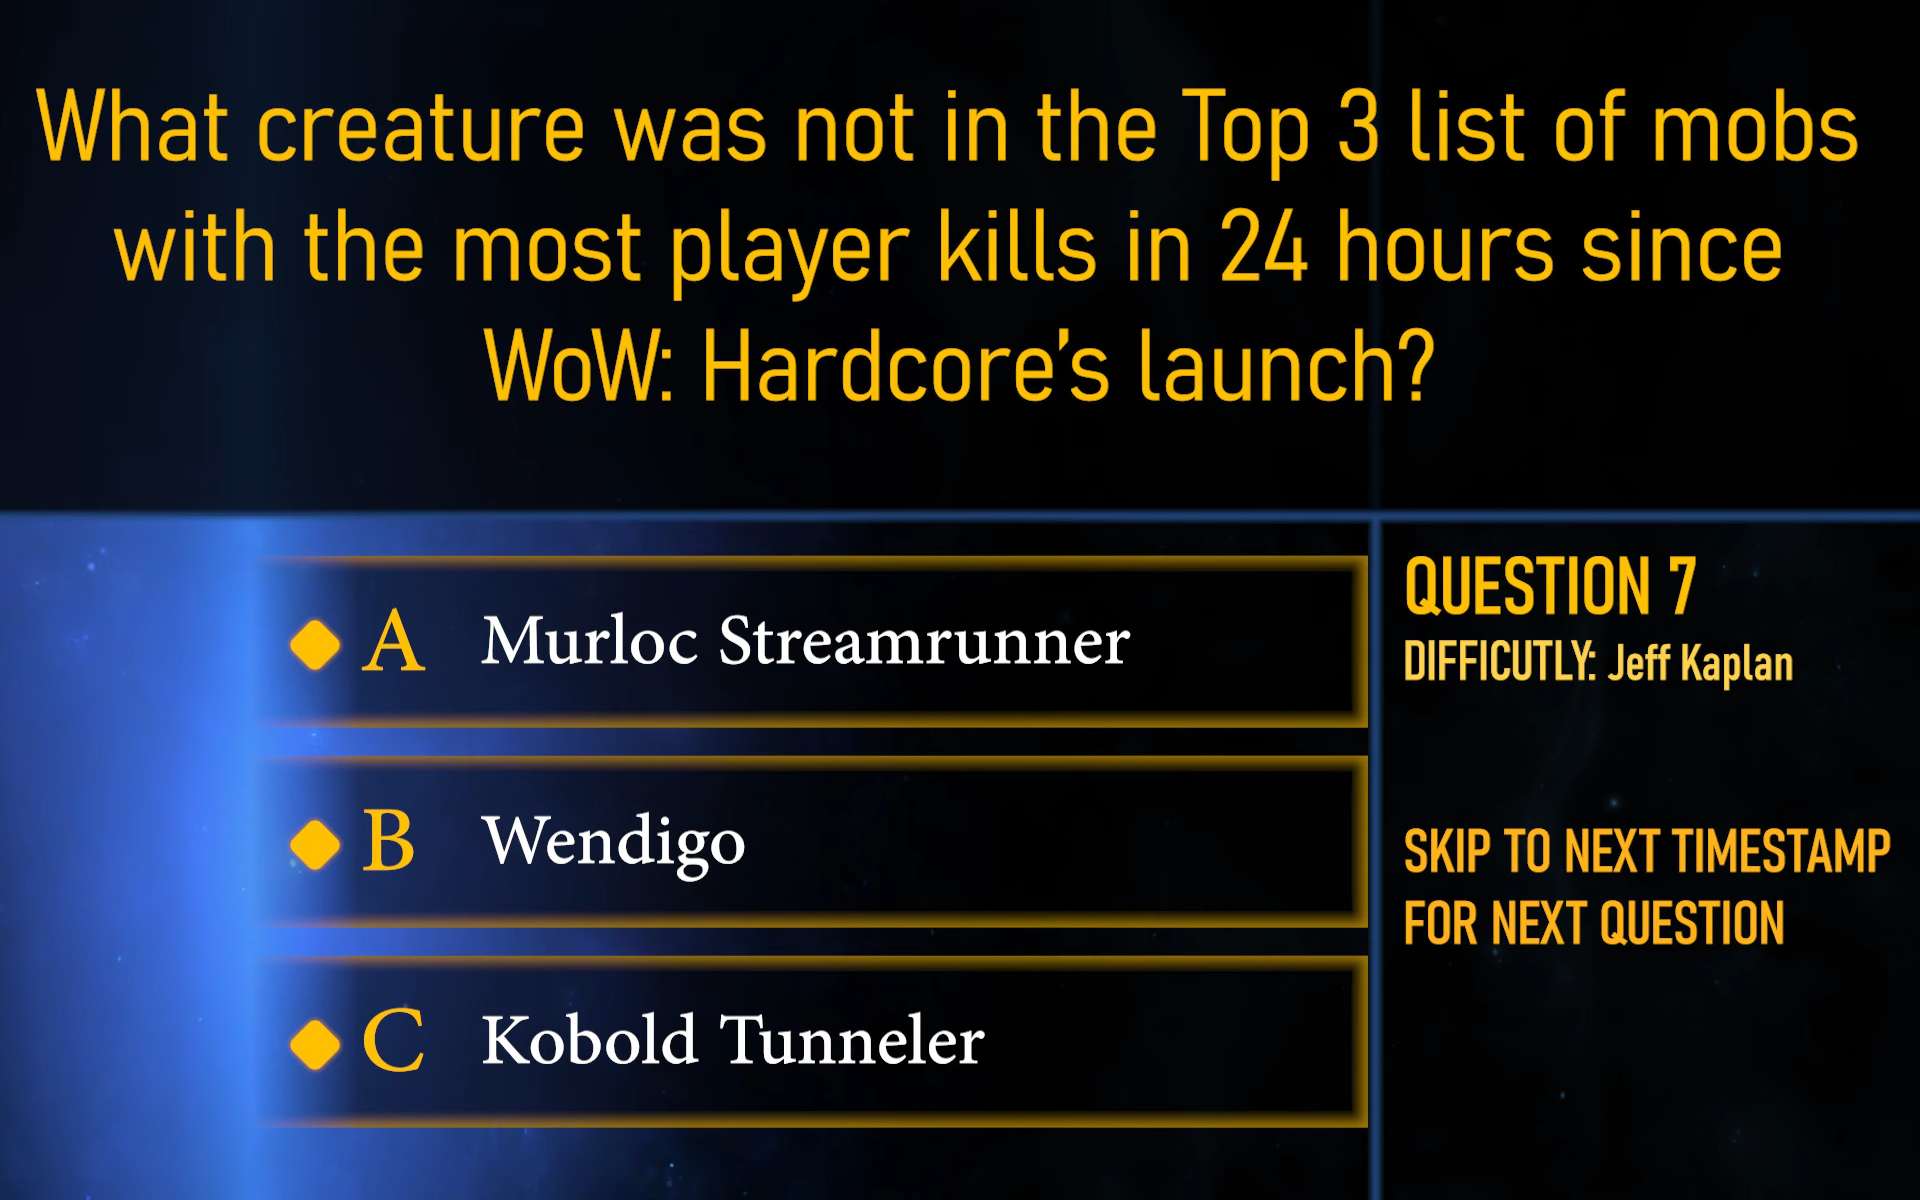 What creature was not in the Top 3 list of mobs
with the most player kills in 24 hours since
WoW: Hardcore’s launch?
A Murloc Streamrunner
B Wendigo
C Kobold Tunneler
QUESTION 7
DIFFICUTLY: Jeff Kaplan
SKIP TO NEXT TIMESTAMP
FOR NEXT QUESTION